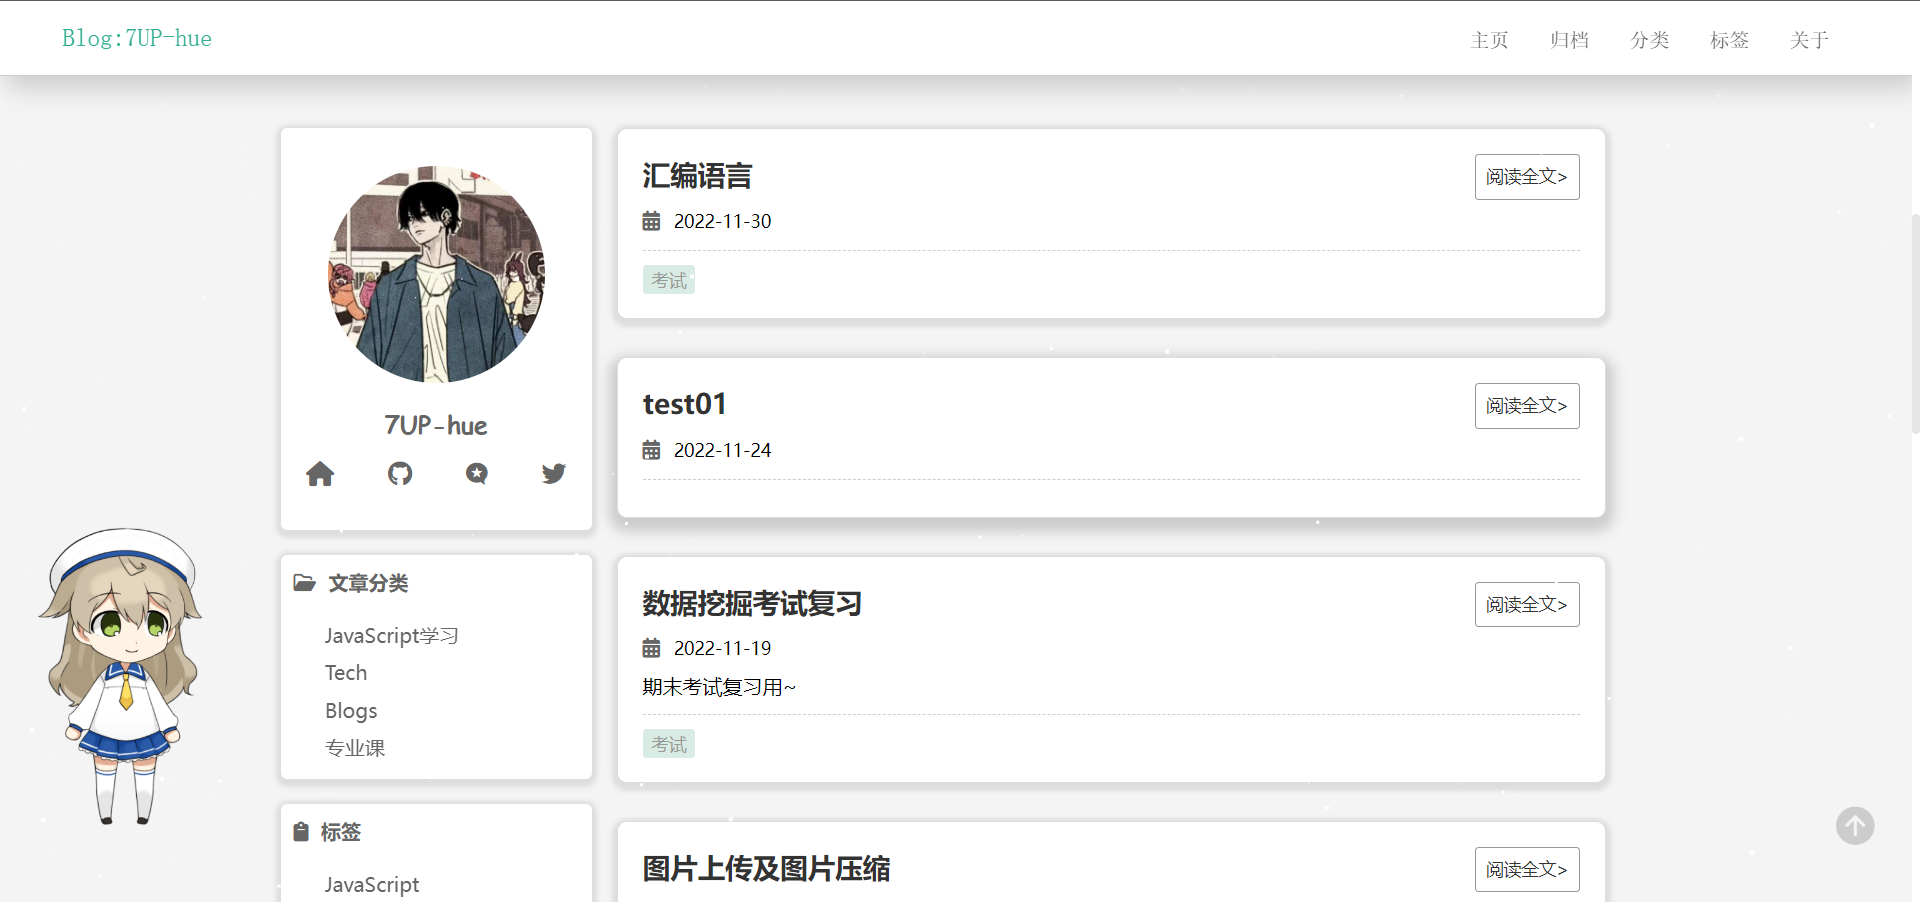 Blog:7UP-hue
主页 归档 分类 标签 关于
7UP-hue
文章分类
JavaScript学习
Tech
Blogs
专业课
标签
JavaScript
汇编语言
阅读全文>
2022-11-30
考试
test01
阅读全文>
2022-11-24
数据挖掘考试复习
阅读全文>
2022-11-19
期末考试复习用~
考试
图片上传及图片压缩
阅读全文>